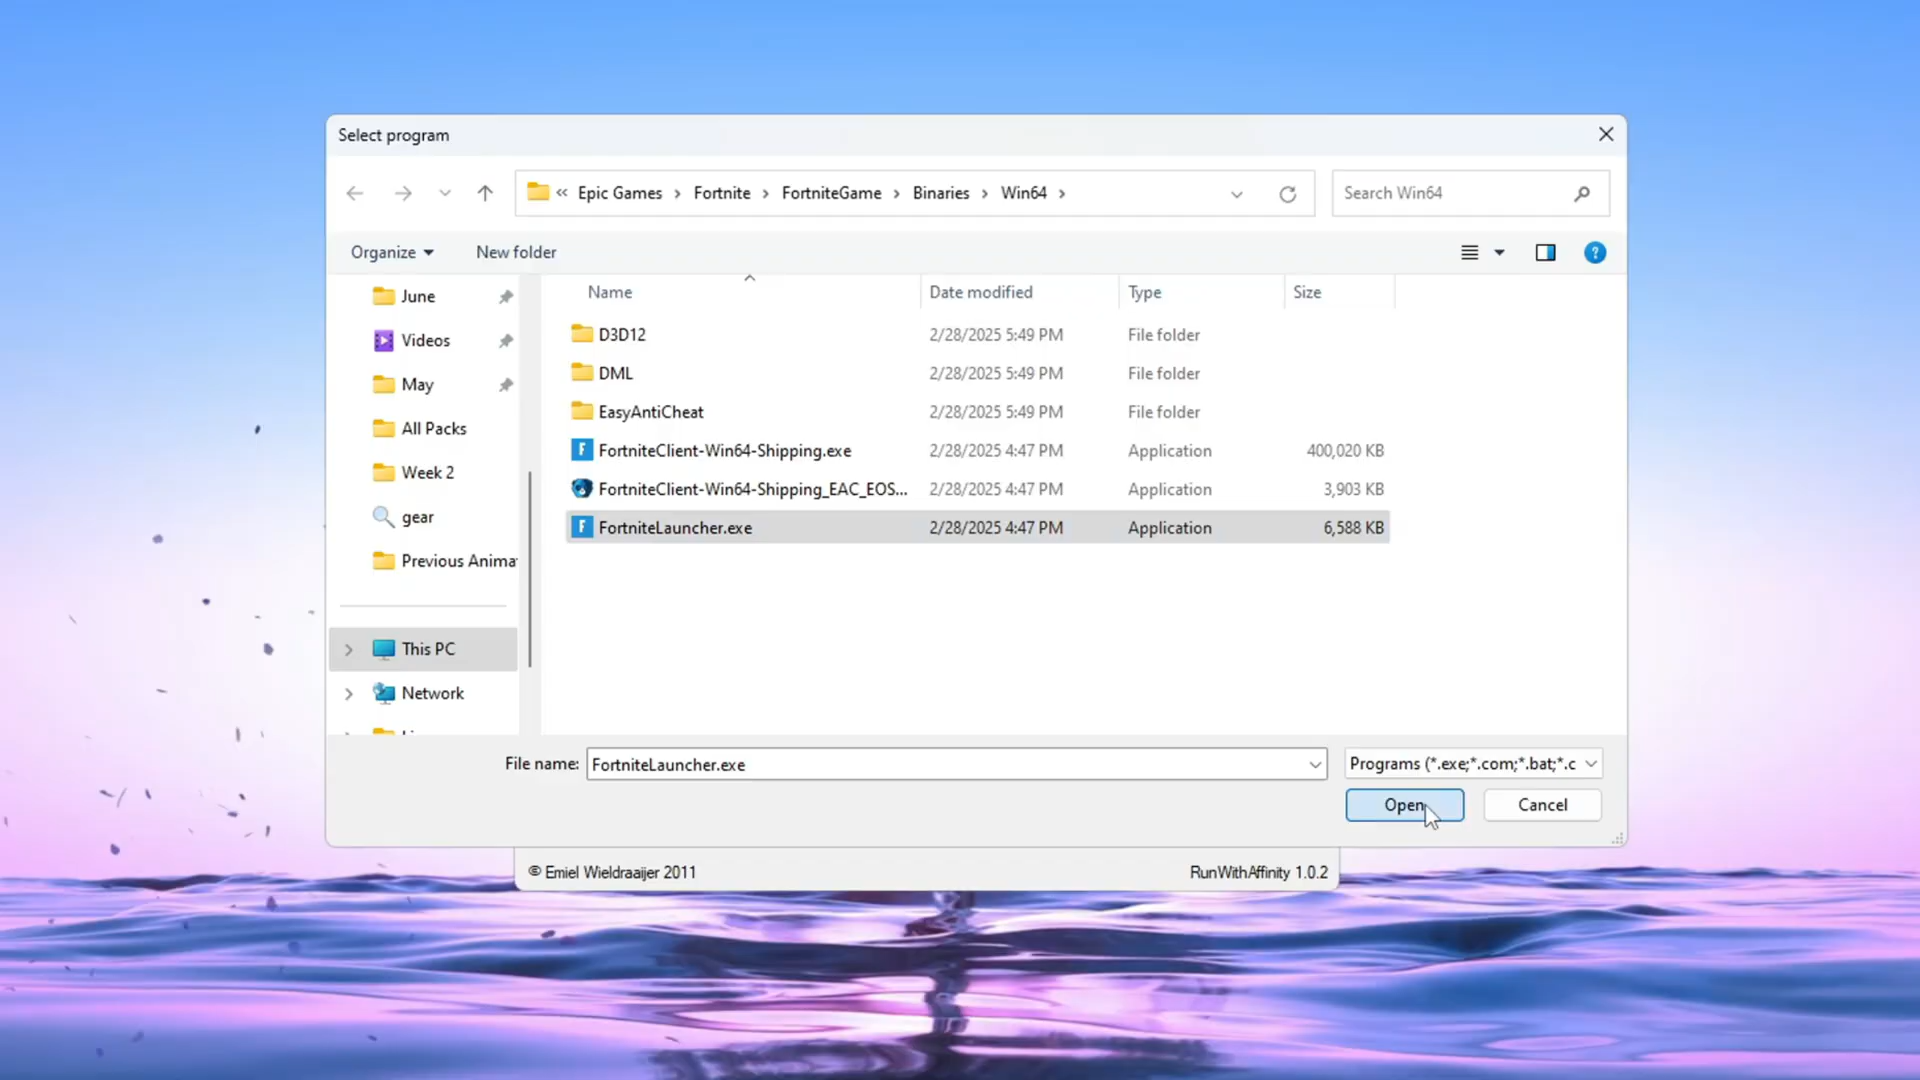 Select program
« Epic Games › Fortnite › FortniteGame › Binaries › Win64 ›
Search Win64
Organize
New folder
?
Name
Date modified
Type
Size
June
Videos
May
All Packs
Week 2
gear
Previous Anima
This PC
Network
D3D12 2/28/2025 5:49 PM File folder
DML 2/28/2025 5:49 PM File folder
EasyAntiCheat 2/28/2025 5:49 PM File folder
FortniteClient-Win64-Shipping.exe 2/28/2025 4:47 PM Application 400,020 KB
FortniteClient-Win64-Shipping_EAC_EOS... 2/28/2025 4:47 PM Application 3,903 KB
FortniteLauncher.exe 2/28/2025 4:47 PM Application 6,588 KB
File name: FortniteLauncher.exe
Programs (*.exe;*.com;*.bat;*.c
Open
Cancel
© Emiel Wieldraaijer 2011
RunWithAffinity 1.0.2